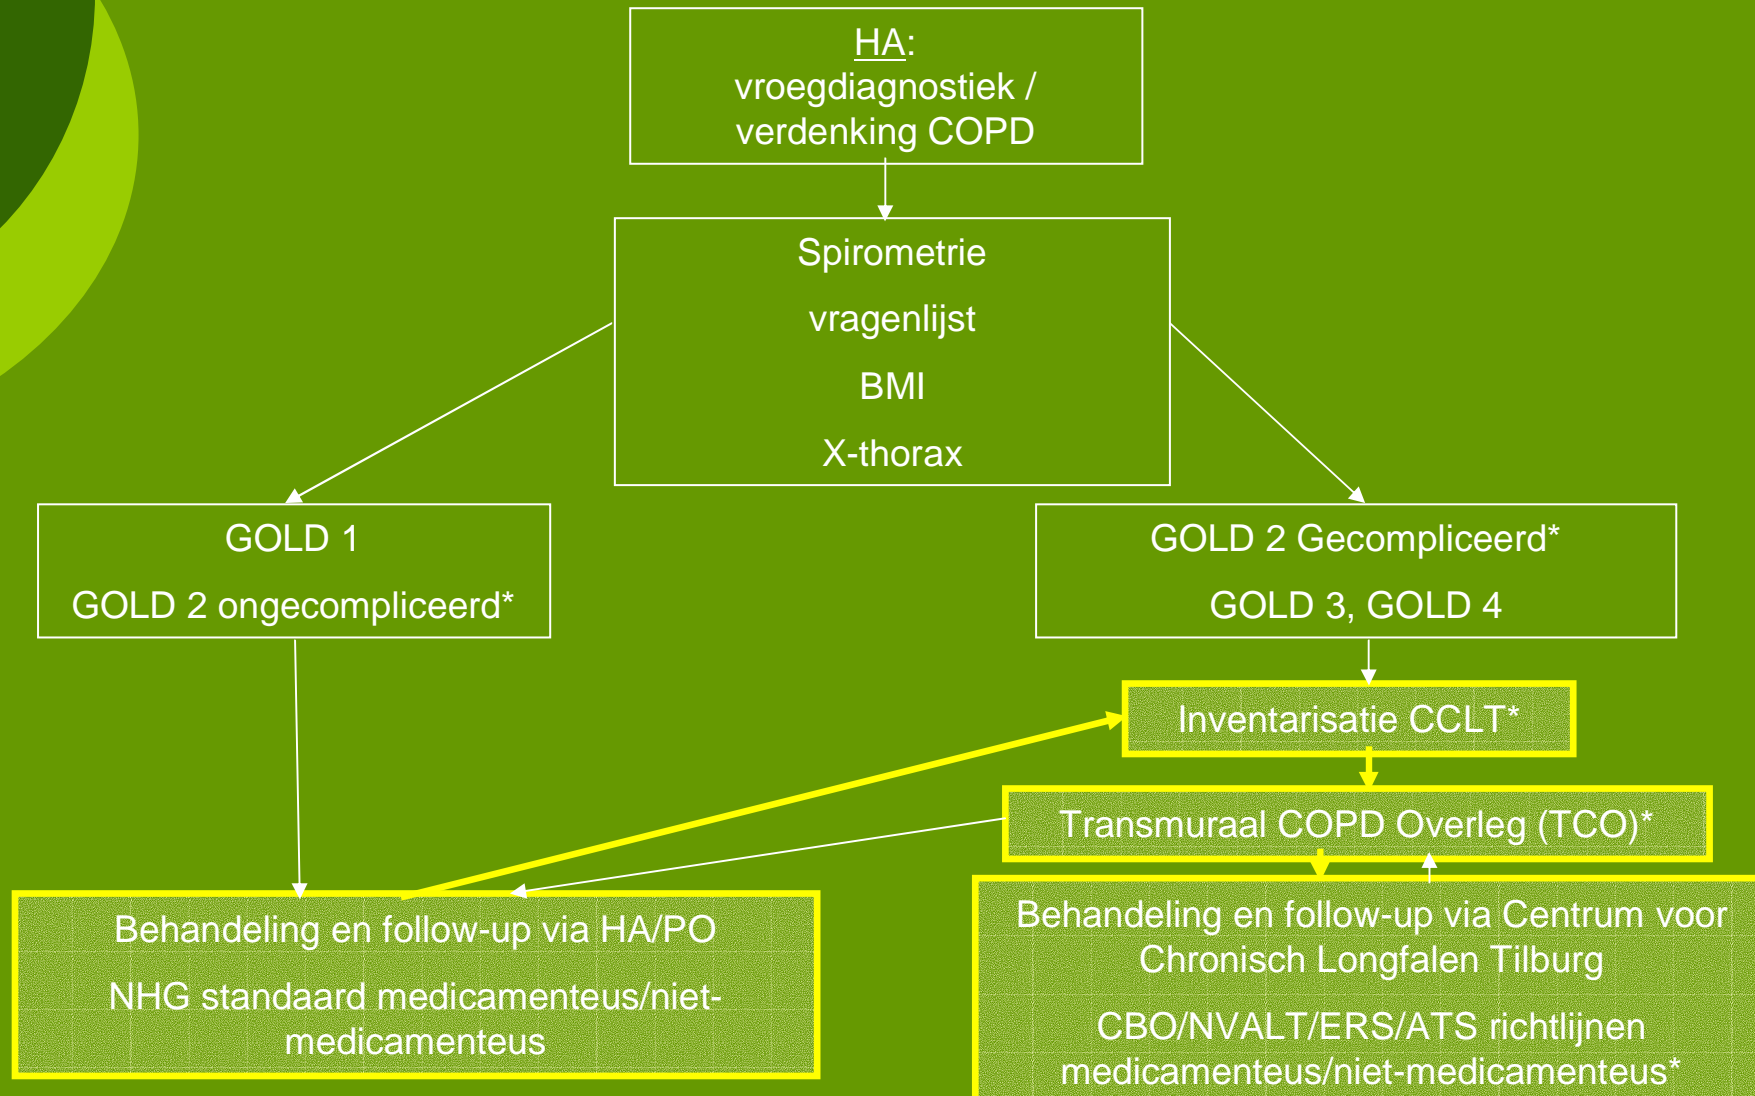 HA:
vroegdiagnostiek /
verdenking COPD
Spirometrie
vragenlijst
BMI
X-thorax
GOLD 1
GOLD 2 ongecompliceerd*
GOLD 2 Gecompliceerd*
GOLD 3, GOLD 4
Inventarisatie CCLT*
Transmuraal COPD Overleg (TCO)*
Behandeling en follow-up via HA/PO
NHG standaard medicamenteus/niet-
medicamenteus
Behandeling en follow-up via Centrum voor
Chronisch Longfalen Tilburg
CBO/NVALT/ERS/ATS richtlijnen
medicamenteus/niet-medicamenteus*